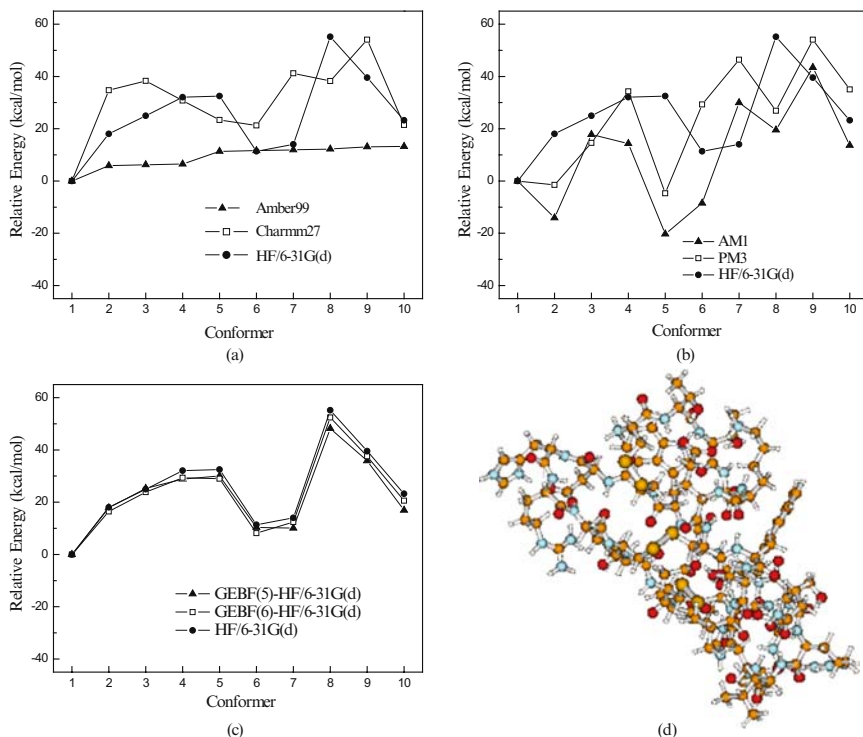 60
40
20
0
-20
-40
Relative Energy (kcal/mol)
Amber99
Charmm27
HF/6-31G(d)
1 2 3 4 5 6 7 8 9 10
Conformer
(a)
60
40
20
0
-20
-40
Relative Energy (kcal/mol)
AM1
PM3
HF/6-31G(d)
1 2 3 4 5 6 7 8 9 10
Conformer
(b)
60
40
20
0
-20
-40
Relative Energy (kcal/mol)
GEBF(5)-HF/6-31G(d)
GEBF(6)-HF/6-31G(d)
HF/6-31G(d)
1 2 3 4 5 6 7 8 9 10
Conformer
(c)
(d)